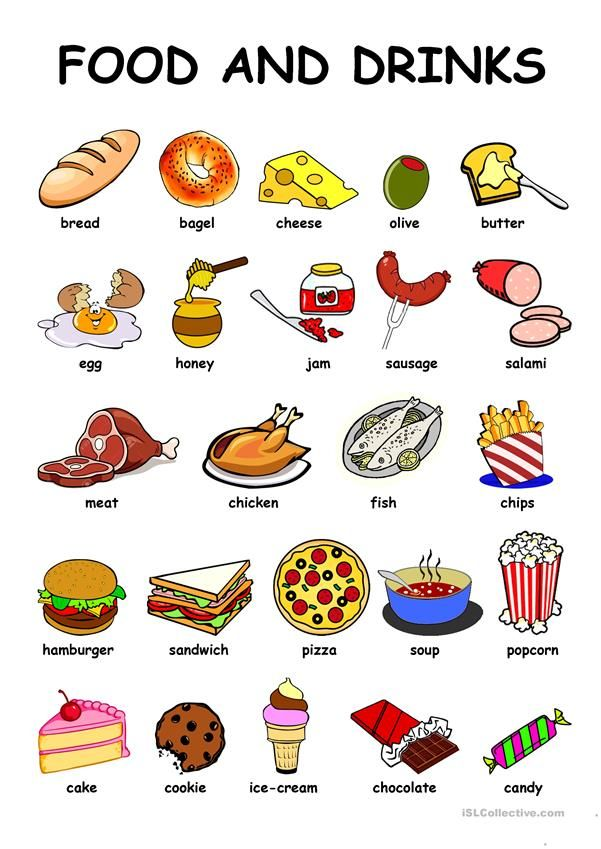 FOOD AND DRINKS
bread bagel cheese olive butter
egg honey jam sausage salami
meat chicken fish chips
hamburger sandwich pizza soup popcorn
cake cookie ice-cream chocolate candy
iSLCollective.com